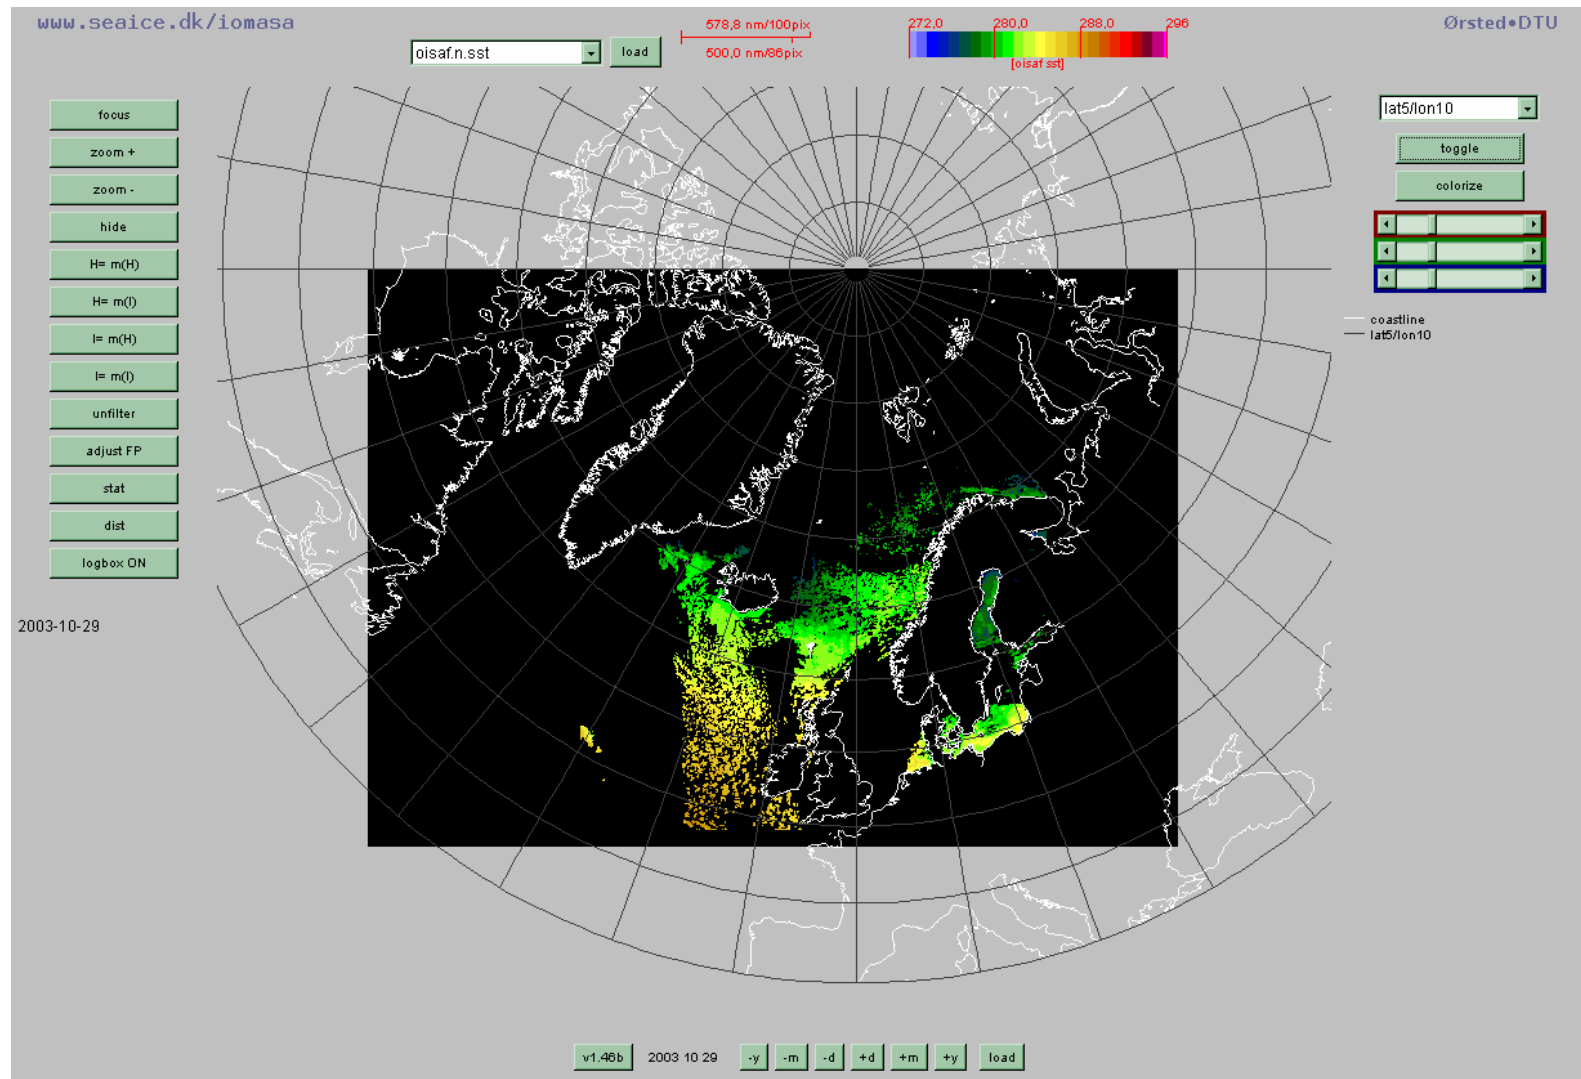 www.seaice.dk/iomasa
oisaf.n.sst
load
578,8 nm/100pix
500,0 nm/86pix
272,0 280,0 288,0 296
[oisaf sst]
Ørsted•DTU
focus
zoom +
zoom -
hide
H= m(H)
H= m(I)
I= m(H)
I= m(I)
unfilter
adjust FP
stat
dist
logbox ON
2003-10-29
lat5/lon10
toggle
colorize
coastline
lat5/lon10
v1.46b
2003 10 29
-y
-m
-d
+d
+m
+y
load